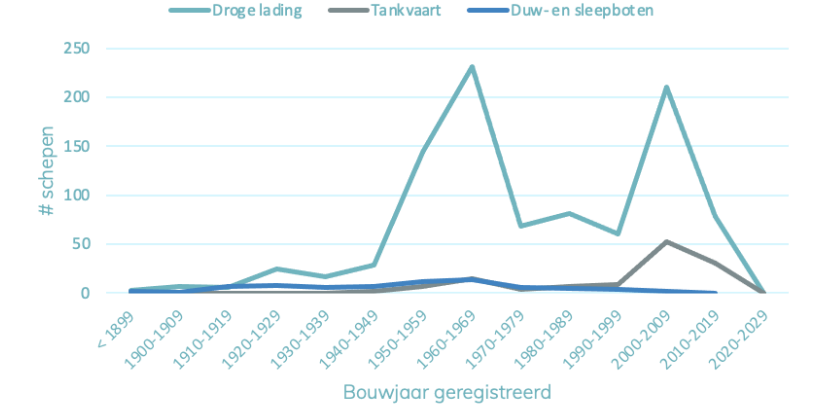 Droge lading Tankvaart Duw- en sleepboten
250
200
150
100
50
0
# schepen
< 1899 1900-1909 1910-1919 1920-1929 1930-1939 1940-1949 1950-1959 1960-1969 1970-1979 1980-1989 1990-1999 2000-2009 2010-2019 2020-2029
Bouwjaar geregistreerd